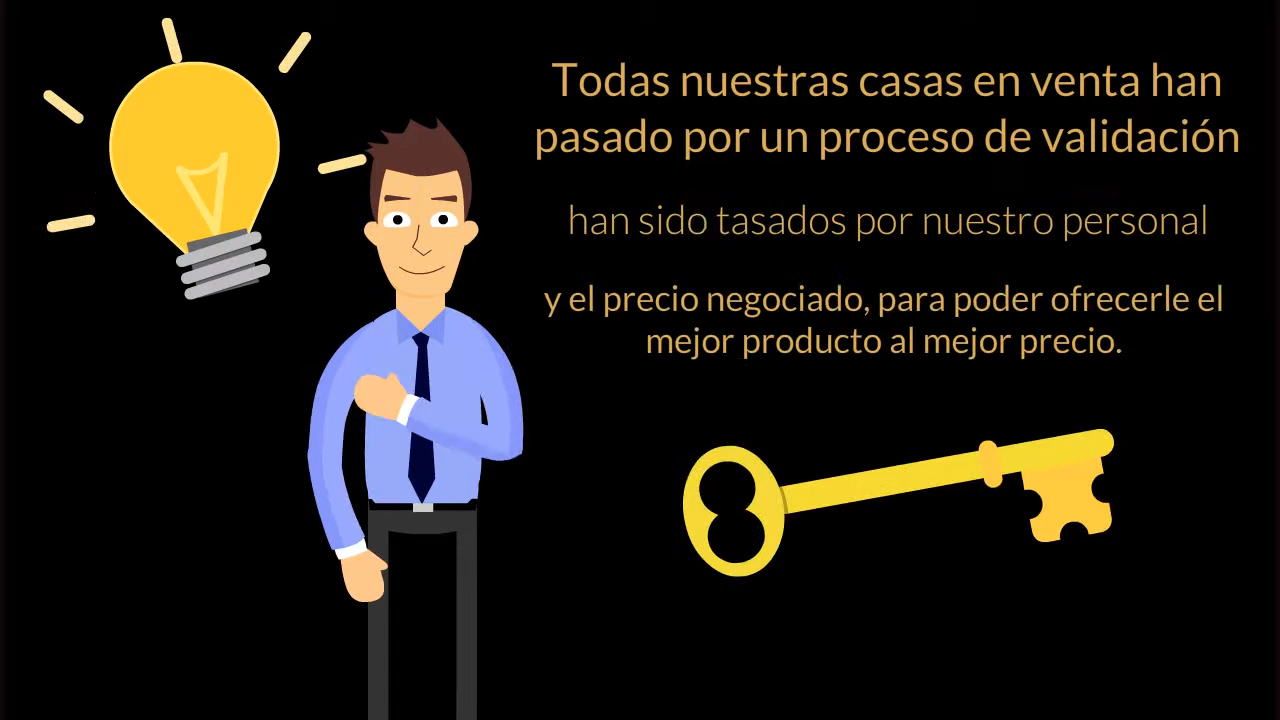 Todas nuestras casas en venta han
pasado por un proceso de validación
han sido tasados por nuestro personal
y el precio negociado, para poder ofrecerle el
mejor producto al mejor precio.